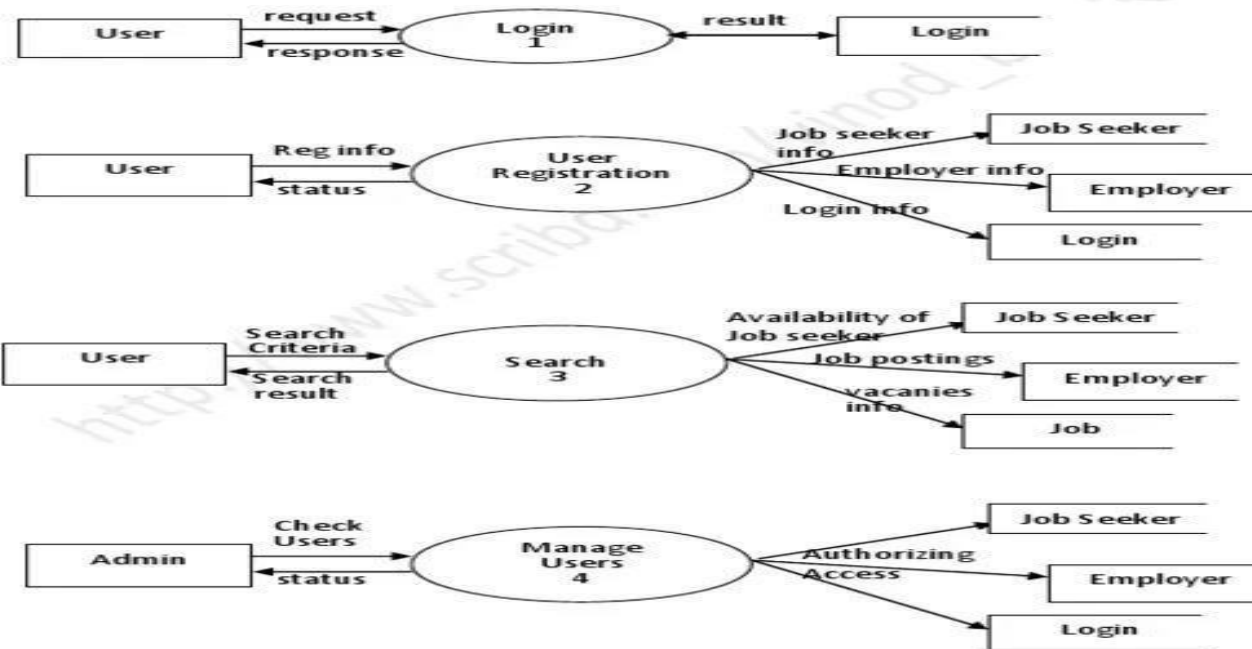 User
request
response
Login
1
result
Login
User
Reg info
status
User
Registration
2
Job seeker
info
Employer info
Login info
Job Seeker
Employer
Login
User
Search
Criteria
Search
result
Search
3
Availability of
Job seeker
Job postings
vacanies
info
Job Seeker
Employer
Job
Admin
Check
Users
status
Manage
Users
4
Authorizing
Access
Job Seeker
Employer
Login